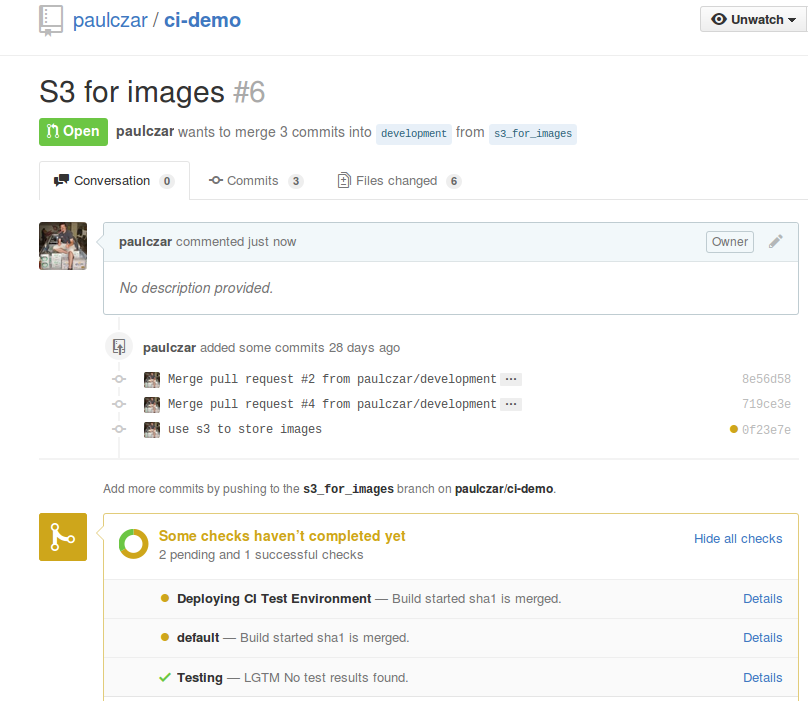 paulczar / ci-demo
Unwatch
S3 for images #6
Open paulczar wants to merge 3 commits into development from s3_for_images
Conversation 0 Commits 3 Files changed 6
paulczar commented just now Owner
No description provided.
paulczar added some commits 28 days ago
Merge pull request #2 from paulczar/development ... 8e56d58
Merge pull request #4 from paulczar/development ... 719ce3e
use s3 to store images 0f23e7e
Add more commits by pushing to the s3_for_images branch on paulczar/ci-demo.
Some checks haven't completed yet
2 pending and 1 successful checks
Hide all checks
Deploying CI Test Environment — Build started sha1 is merged. Details
default — Build started sha1 is merged. Details
Testing — LGTM No test results found. Details